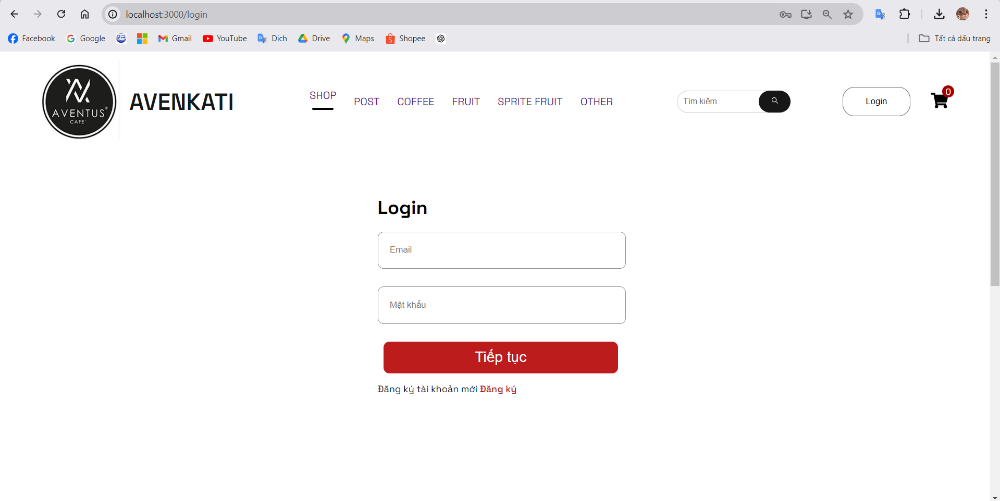 localhost:3000/login
Facebook Google Gmail YouTube Dịch Drive Maps Shopee Tất cả dấu trang
AVENTUS®
CAFE´
AVENKATI
SHOP POST COFFEE FRUIT SPRITE FRUIT OTHER
Tìm kiếm
Login
0
Login
Email
Mật khẩu
Tiếp tục
Đăng ký tài khoản mới Đăng ký